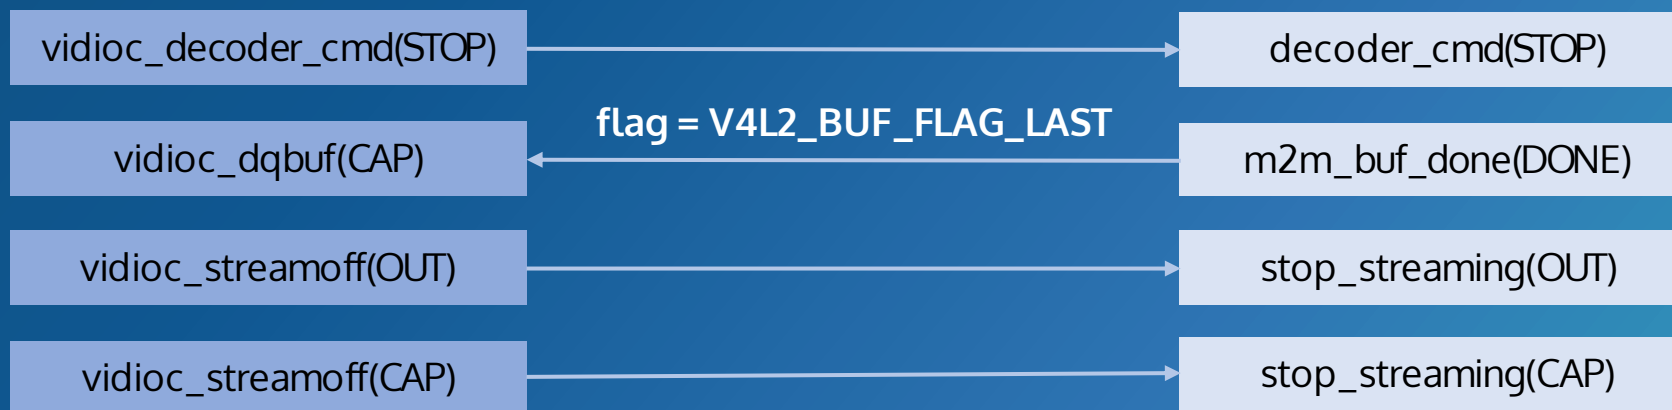 vidioc_decoder_cmd(STOP)
decoder_cmd(STOP)
flag = V4L2_BUF_FLAG_LAST
vidioc_dqbuf(CAP)
m2m_buf_done(DONE)
vidioc_streamoff(OUT)
stop_streaming(OUT)
vidioc_streamoff(CAP)
stop_streaming(CAP)